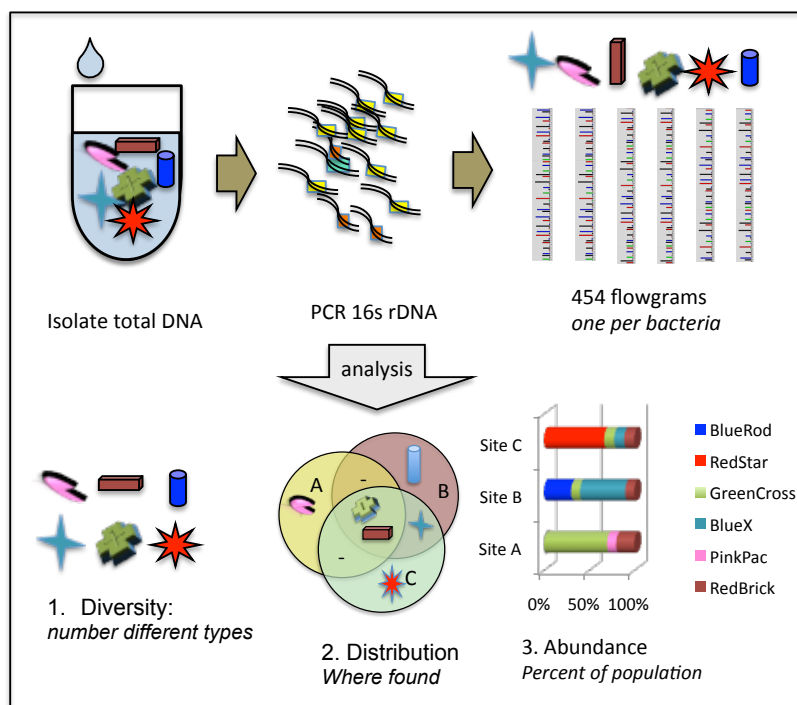 Isolate total DNA
PCR 16s rDNA
454 flowgrams
one per bacteria
analysis
1. Diversity:
number different types
A
-
B
-
C
2. Distribution
Where found
Site C
Site B
Site A
0%
50%
100%
BlueRod
RedStar
GreenCross
BlueX
PinkPac
RedBrick
3. Abundance
Percent of population